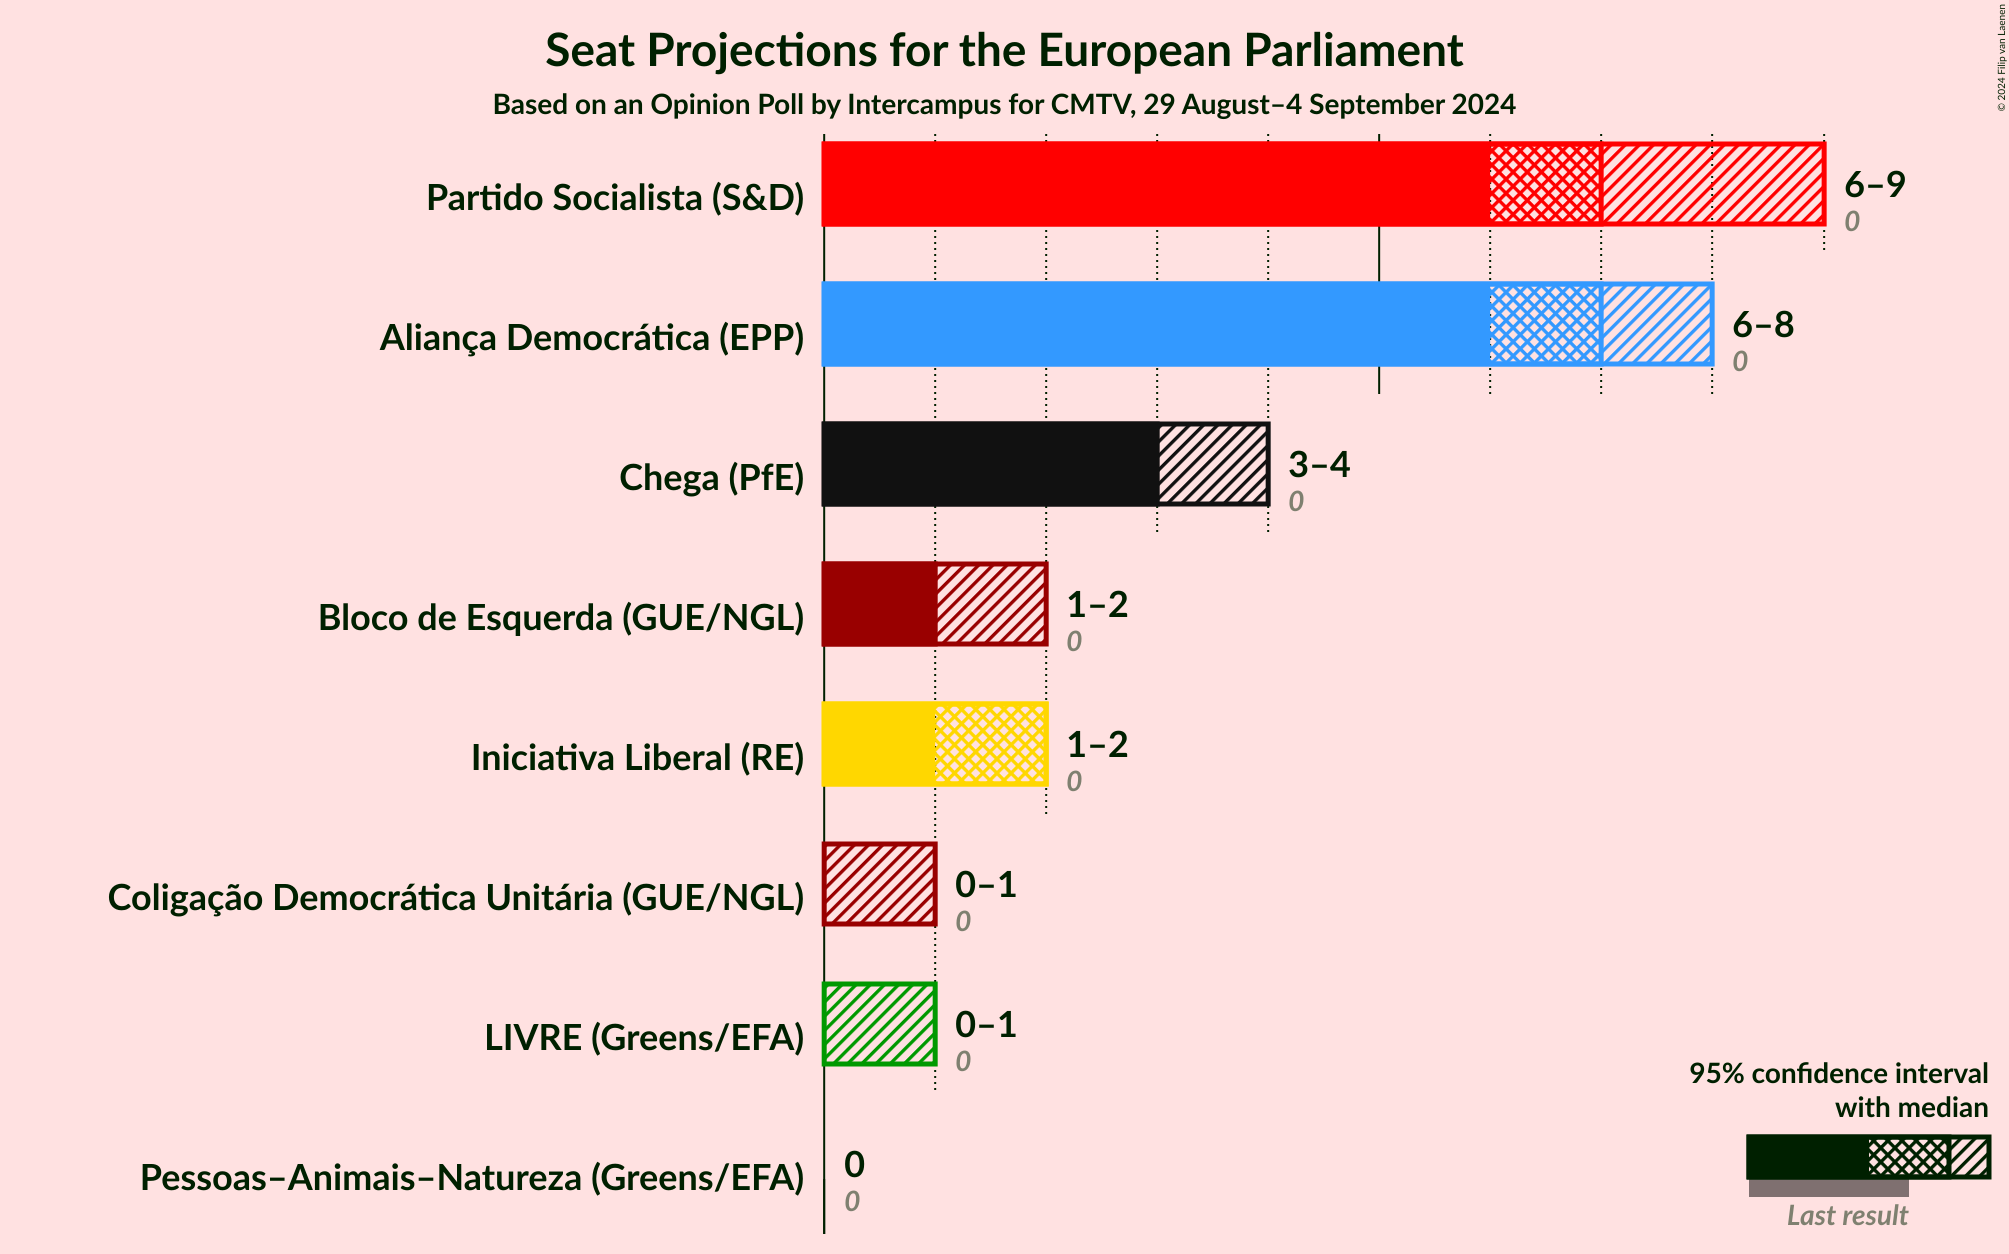 Seat Projections for the European Parliament
Based on an Opinion Poll by Intercampus for CMTV, 29 August–4 September 2024
© 2024 Filip van Laenen
Partido Socialista (S&D)
6–9
0
Aliança Democrática (EPP)
6–8
0
Chega (PfE)
3–4
0
Bloco de Esquerda (GUE/NGL)
1–2
0
Iniciativa Liberal (RE)
1–2
0
Coligação Democrática Unitária (GUE/NGL)
0–1
0
LIVRE (Greens/EFA)
0–1
0
Pessoas–Animais–Natureza (Greens/EFA)
0
0
95% confidence interval
with median
Last result